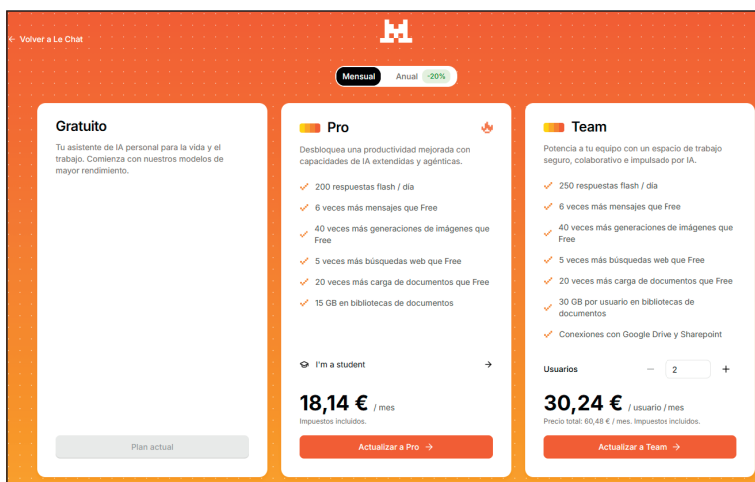 ← Volver a Le Chat
Mensual
Anual -20%
Gratuito
Tu asistente de IA personal para la vida y el
trabajo. Comienza con nuestros modelos de
mayor rendimiento.
Plan actual
Pro
Desbloquea una productividad mejorada con
capacidades de IA extendidas y agénticas.
200 respuestas flash / día
6 veces más mensajes que Free
40 veces más generaciones de imágenes que
Free
5 veces más búsquedas web que Free
20 veces más carga de documentos que Free
15 GB en bibliotecas de documentos
I'm a student →
18,14 € / mes
Impuestos incluidos.
Actualizar a Pro →
Team
Potencia a tu equipo con un espacio de trabajo
seguro, colaborativo e impulsado por IA.
250 respuestas flash / día
6 veces más mensajes que Free
40 veces más generaciones de imágenes que
Free
5 veces más búsquedas web que Free
20 veces más carga de documentos que Free
30 GB por usuario en bibliotecas de
documentos
Conexiones con Google Drive y Sharepoint
Usuarios − 2 +
30,24 € / usuario / mes
Precio total: 60,48 € / mes. Impuestos incluidos.
Actualizar a Team →